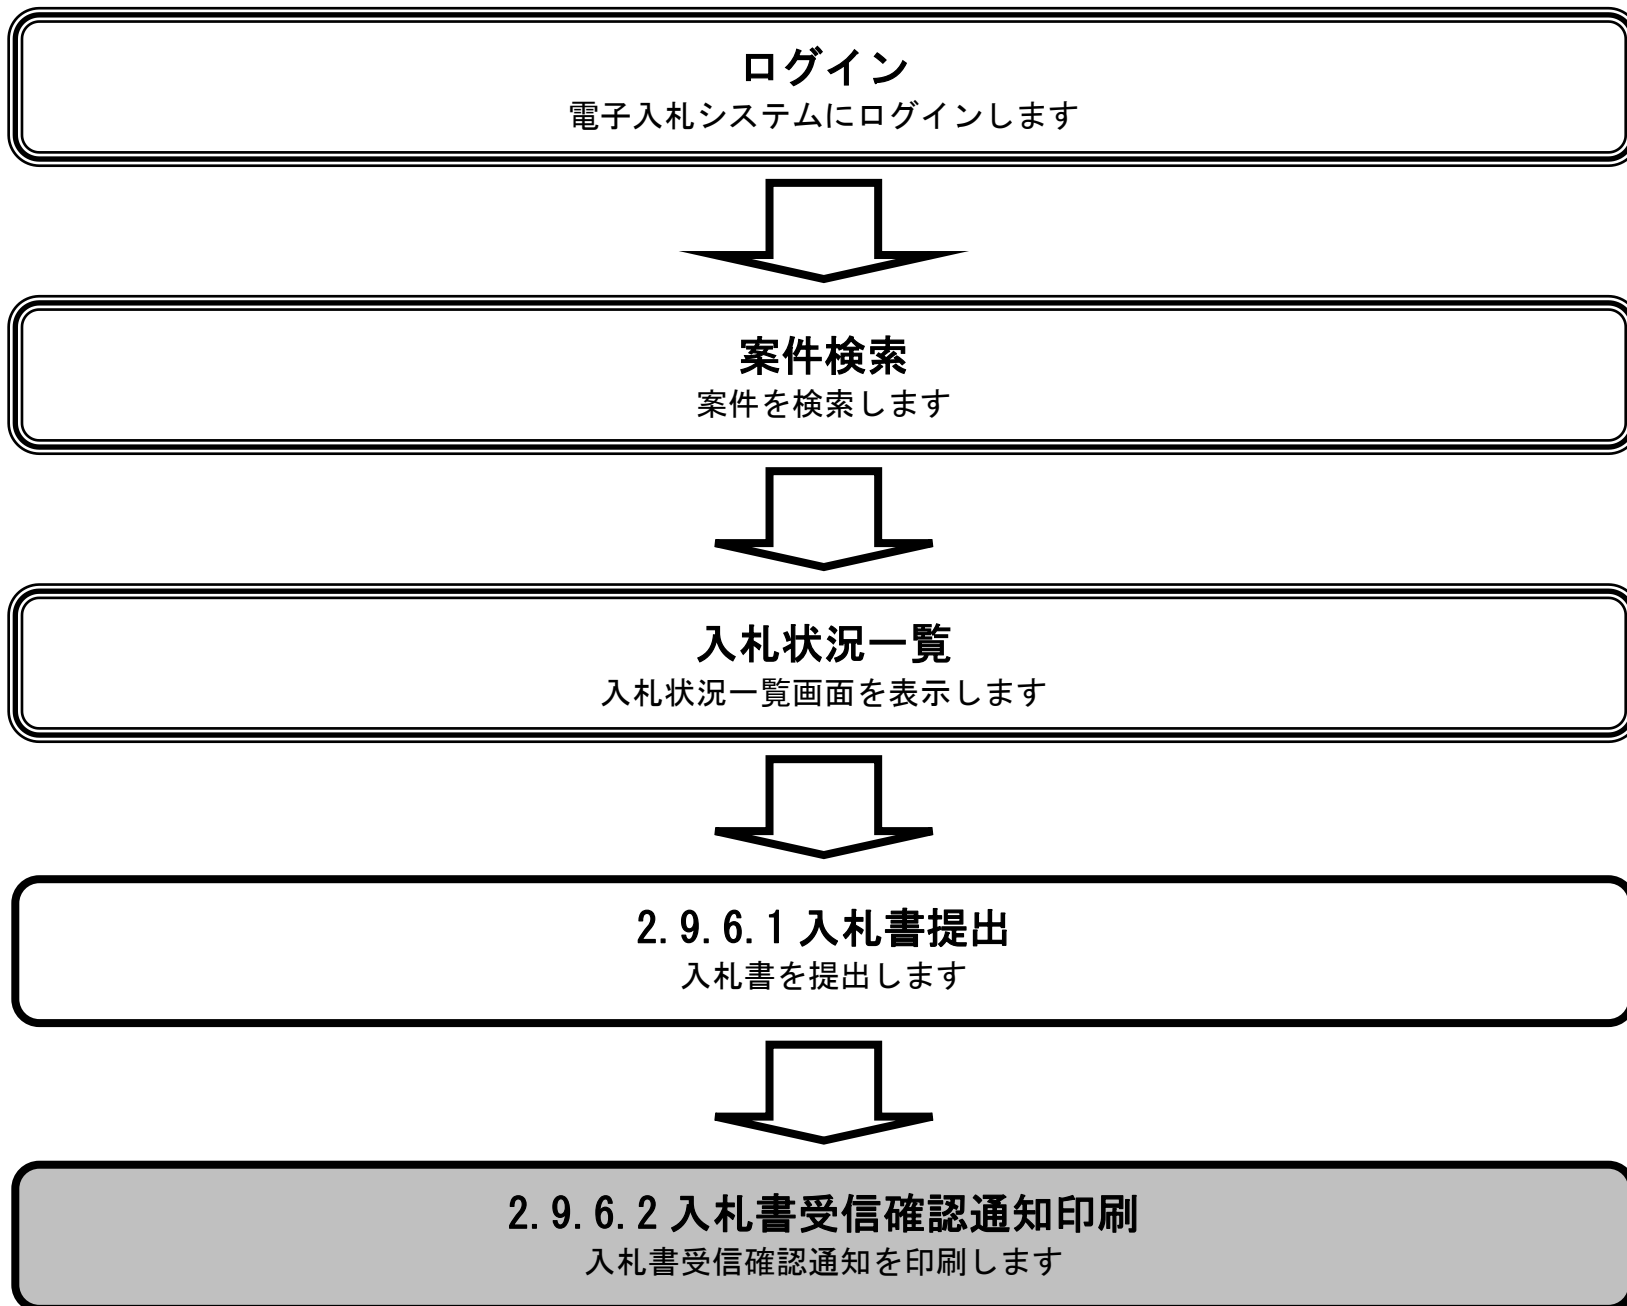 ログイン
電子入札システムにログインします
案件検索
案件を検索します
入札状況一覧
入札状況一覧画面を表示します
2.9.6.1 入札書提出
入札書を提出します
2.9.6.2 入札書受信確認通知印刷
入札書受信確認通知を印刷します